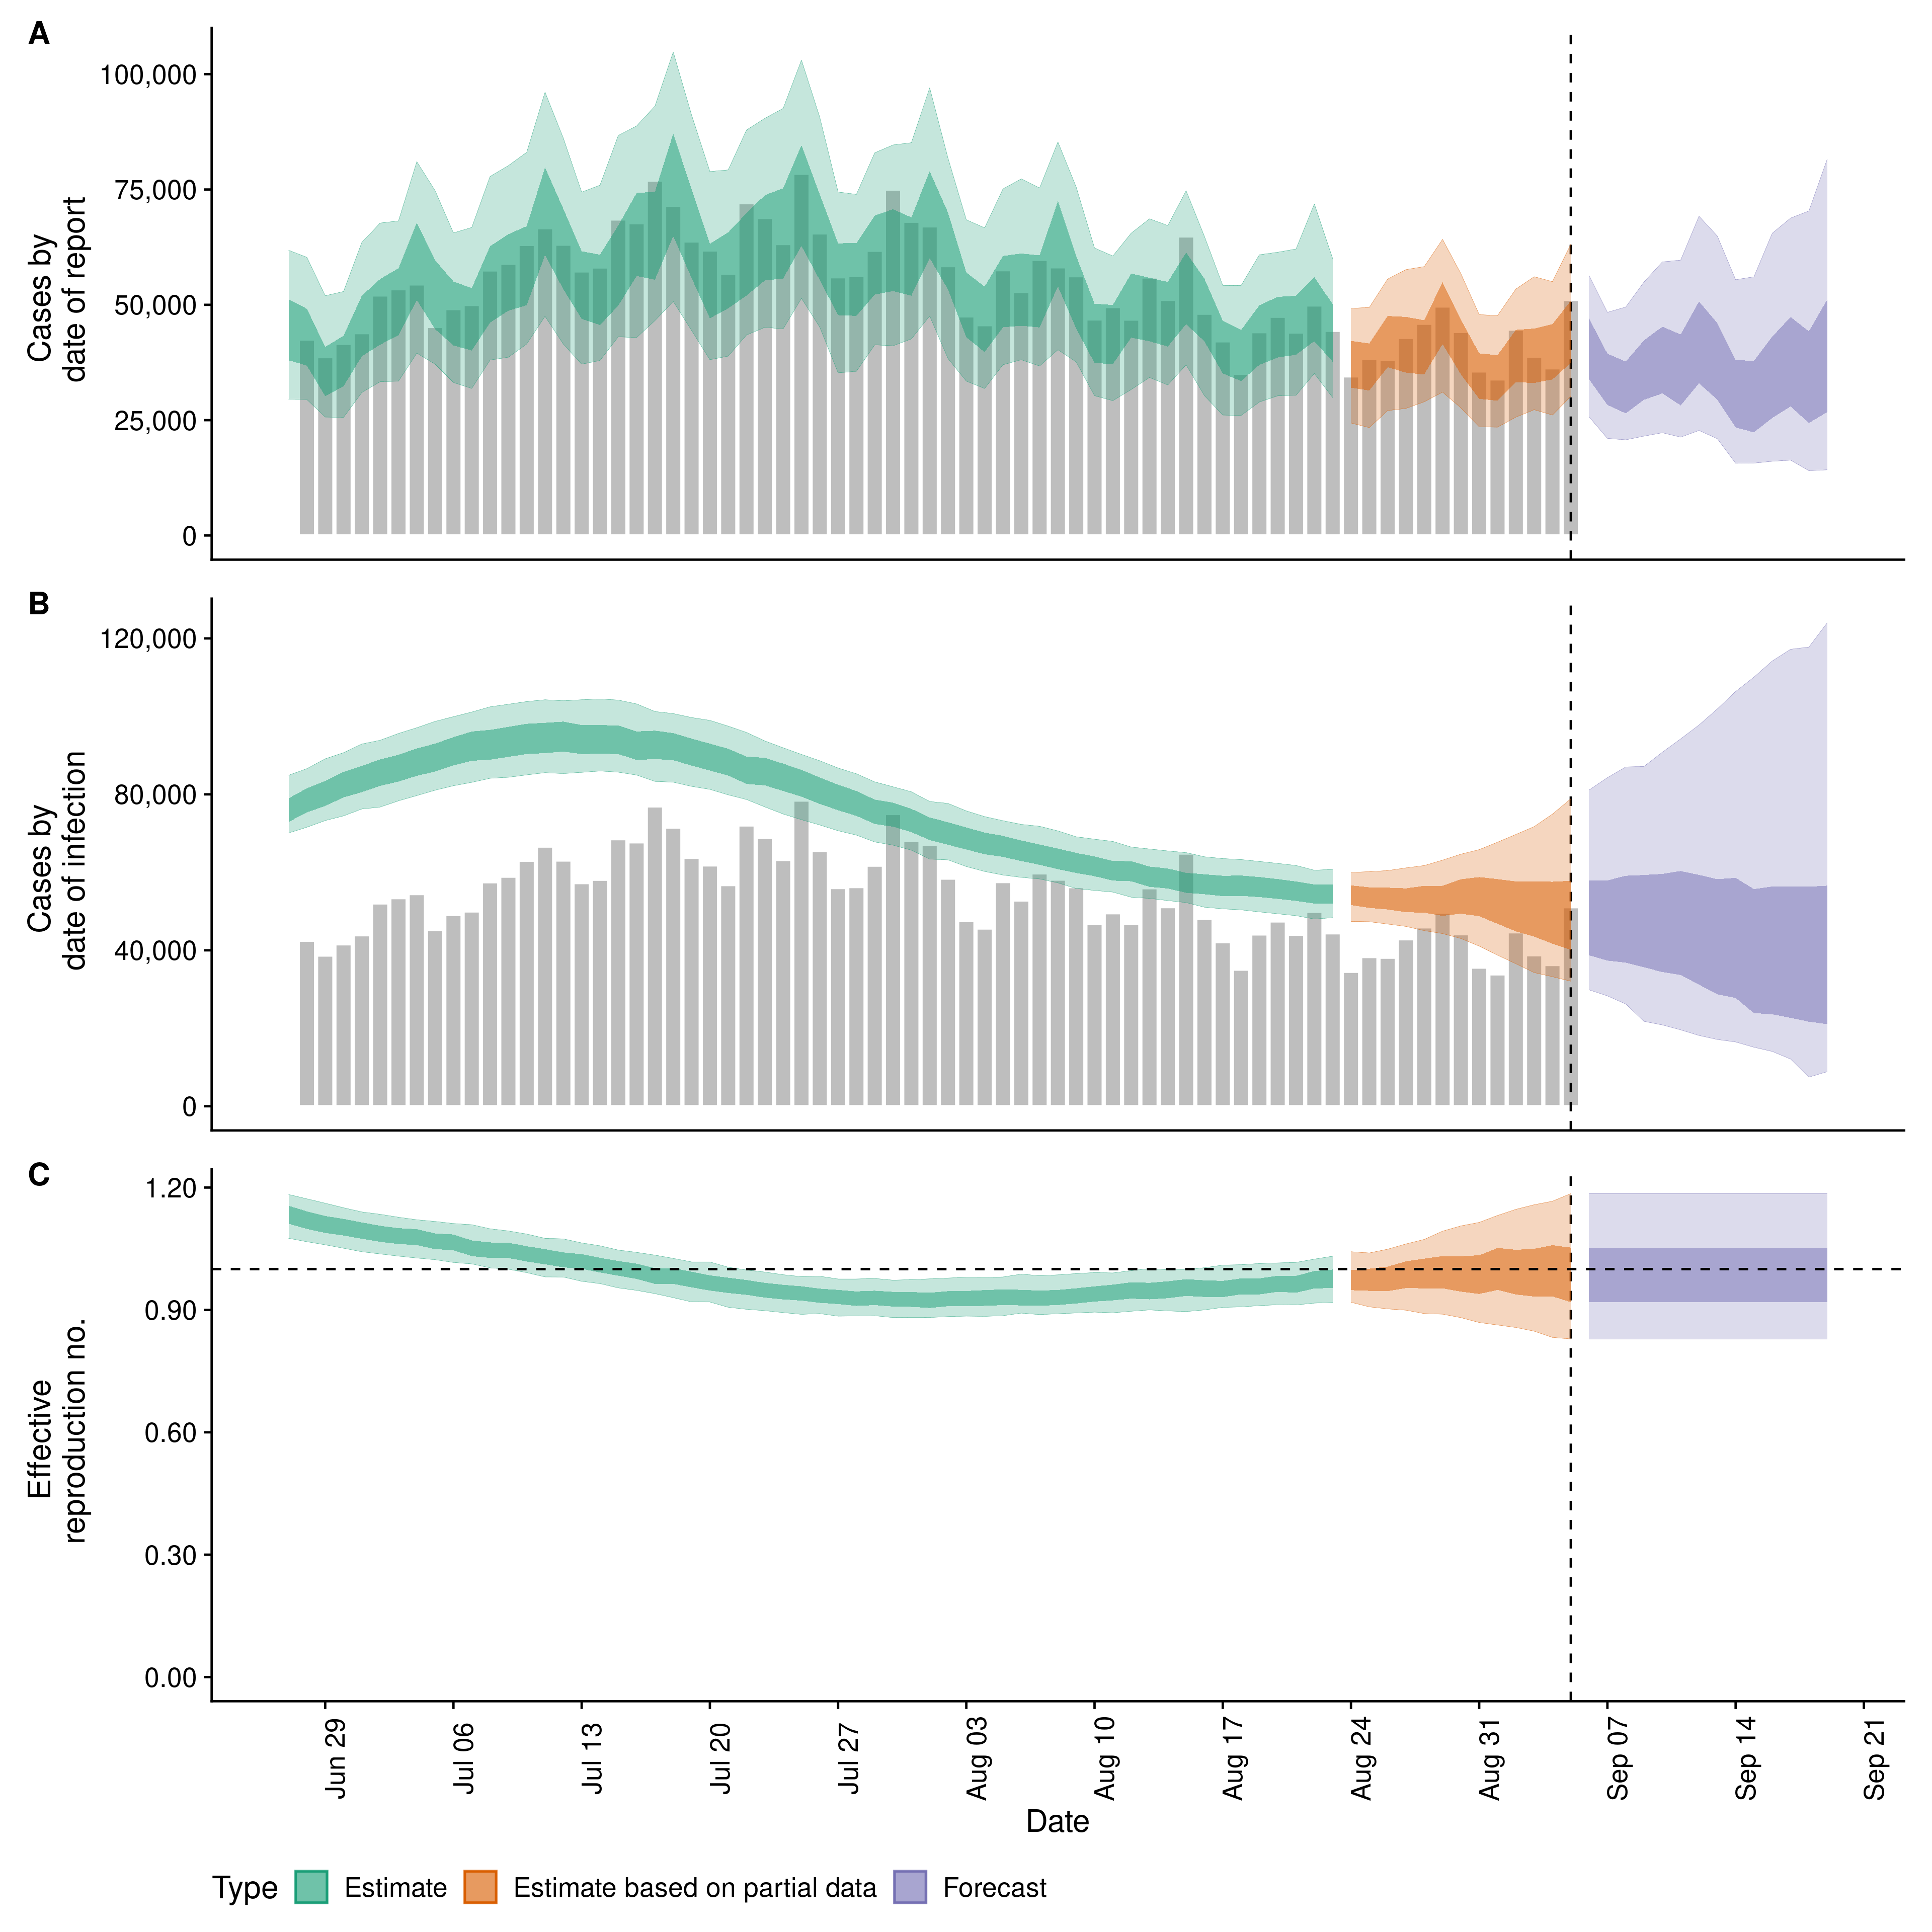 A
Cases by
date of report
100,000
75,000
50,000
25,000
0
B
Cases by
date of infection
120,000
80,000
40,000
0
C
Effective
reproduction no.
1.20
0.90
0.60
0.30
0.00
Jun 29
Jul 06
Jul 13
Jul 20
Jul 27
Aug 03
Aug 10
Aug 17
Aug 24
Aug 31
Sep 07
Sep 14
Sep 21
Date
Type Estimate Estimate based on partial data Forecast